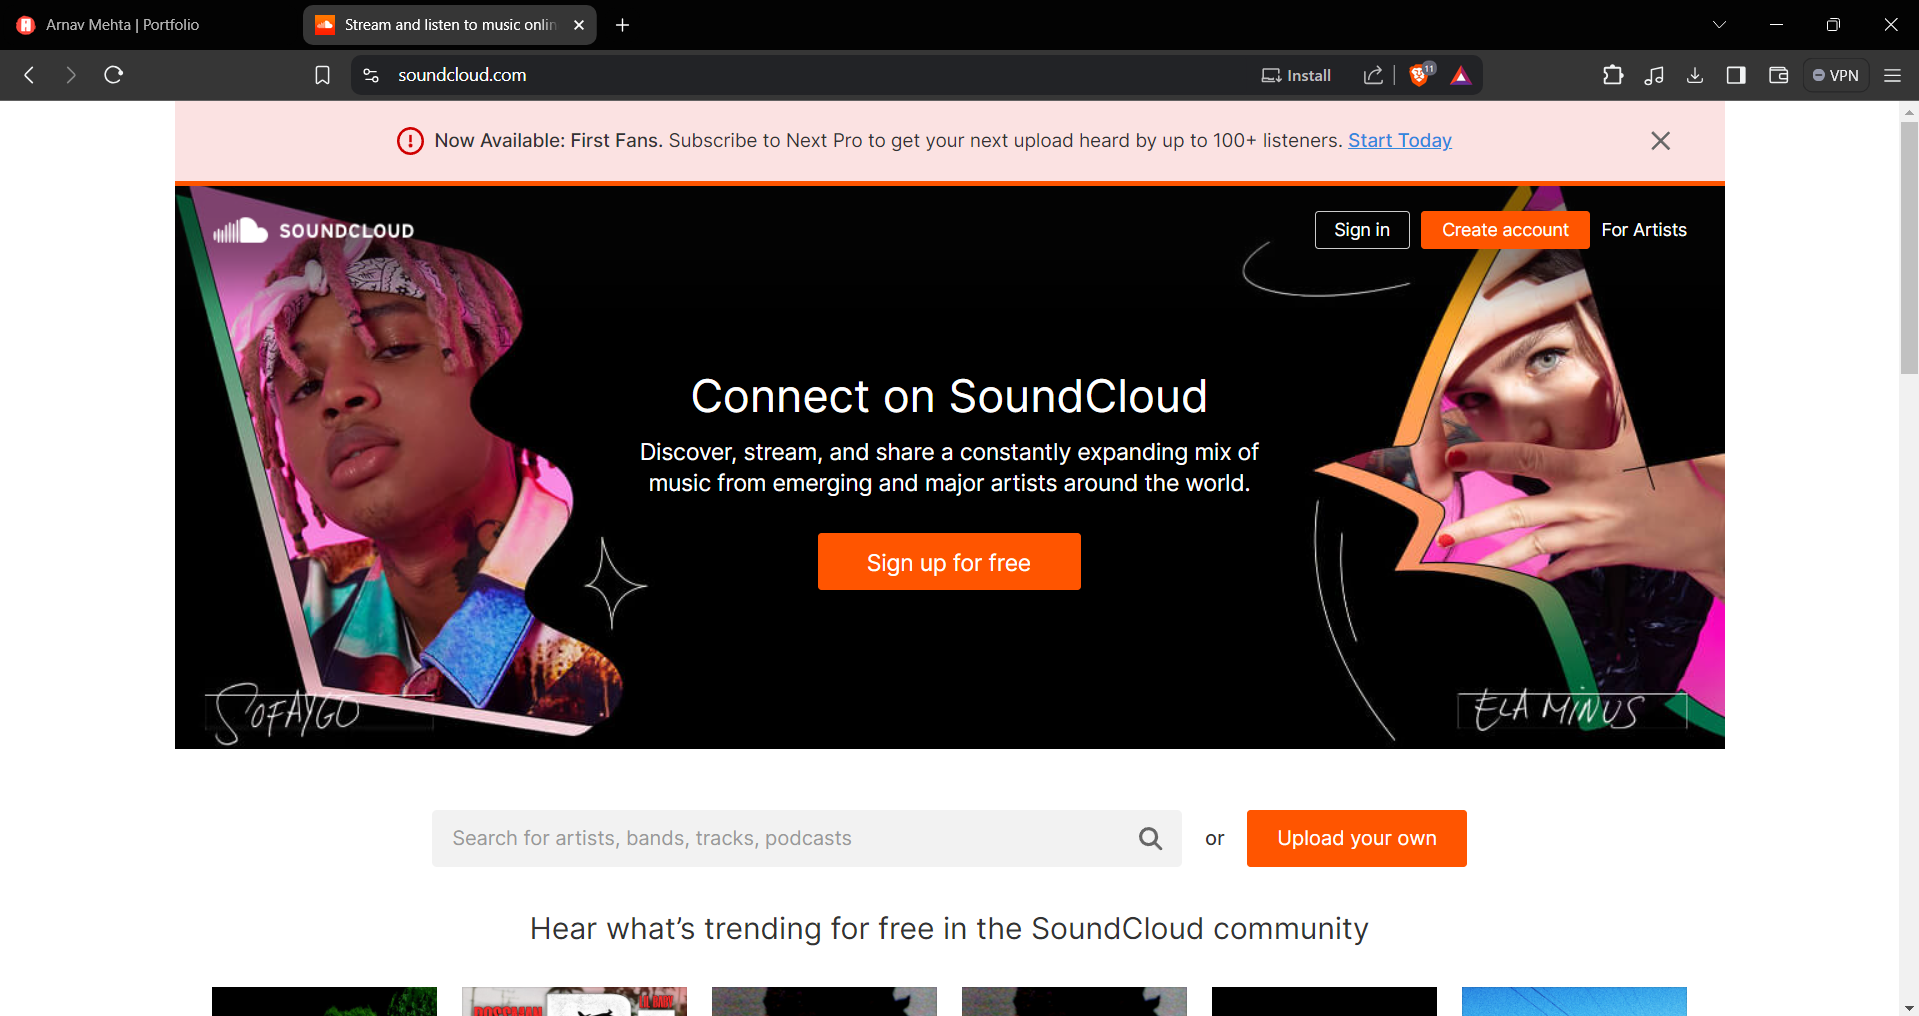 Arnav Mehta | Portfolio
Stream and listen to music onlin
soundcloud.com
Install
11
VPN
Now Available: First Fans. Subscribe to Next Pro to get your next upload heard by up to 100+ listeners. Start Today
SOUNDCLOUD
Sign in
Create account
For Artists
Connect on SoundCloud
Discover, stream, and share a constantly expanding mix of
music from emerging and major artists around the world.
Sign up for free
SOFAYGO
ELA MINUS
Search for artists, bands, tracks, podcasts
or
Upload your own
Hear what’s trending for free in the SoundCloud community
LIL BABY